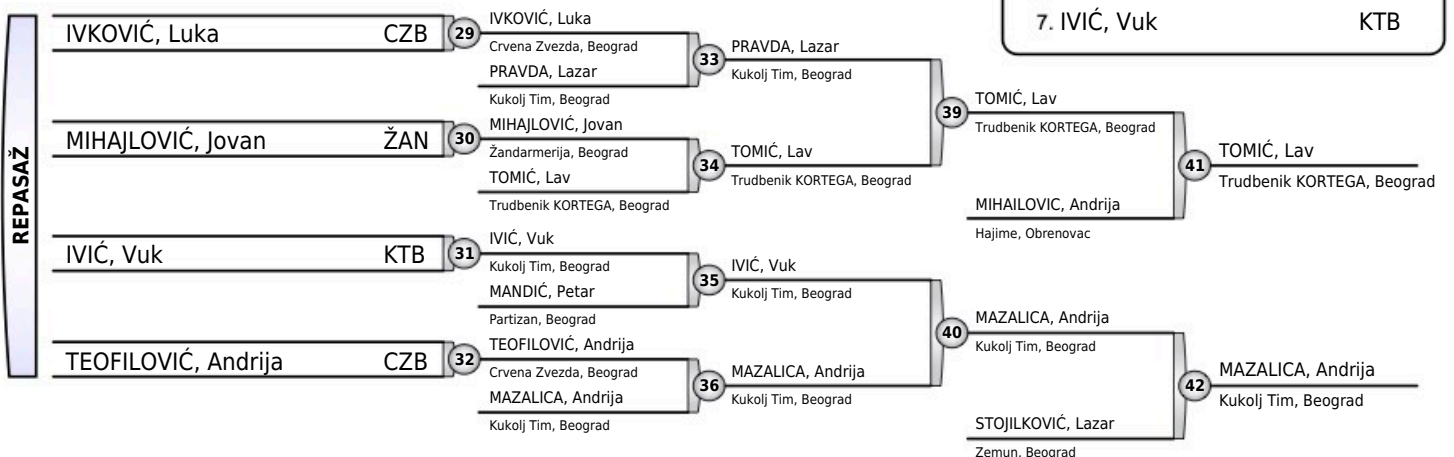 7. IVIĆ, Vuk KTB
REPASAŽ
IVKOVIĆ, Luka CZB
29
IVKOVIĆ, Luka
Crvena Zvezda, Beograd
PRAVDA, Lazar
Kukolj Tim, Beograd
33
PRAVDA, Lazar
Kukolj Tim, Beograd
MIHAJLOVIĆ, Jovan ŽAN
30
MIHAJLOVIĆ, Jovan
Žandarmerija, Beograd
TOMIĆ, Lav
Trudbenik KORTEGA, Beograd
34
TOMIĆ, Lav
Trudbenik KORTEGA, Beograd
39
TOMIĆ, Lav
Trudbenik KORTEGA, Beograd
MIHAILOVIC, Andrija
Hajime, Obrenovac
41
TOMIĆ, Lav
Trudbenik KORTEGA, Beograd
IVIĆ, Vuk KTB
31
IVIĆ, Vuk
Kukolj Tim, Beograd
MANDIĆ, Petar
Partizan, Beograd
35
IVIĆ, Vuk
Kukolj Tim, Beograd
TEOFILOVIĆ, Andrija CZB
32
TEOFILOVIĆ, Andrija
Crvena Zvezda, Beograd
MAZALICA, Andrija
Kukolj Tim, Beograd
36
MAZALICA, Andrija
Kukolj Tim, Beograd
40
MAZALICA, Andrija
Kukolj Tim, Beograd
STOJILKOVIĆ, Lazar
Zemun, Beograd
42
MAZALICA, Andrija
Kukolj Tim, Beograd